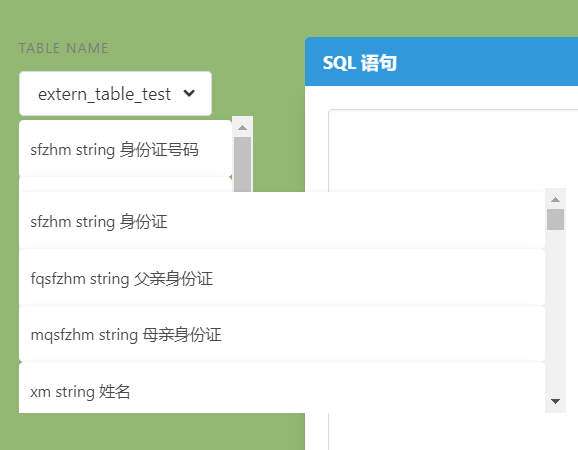 TABLE NAME
extern_table_test
SQL 语句
sfzhm string 身份证号码
sfzhm string 身份证
fqsfzhm string 父亲身份证
mqsfzhm string 母亲身份证
xm string 姓名